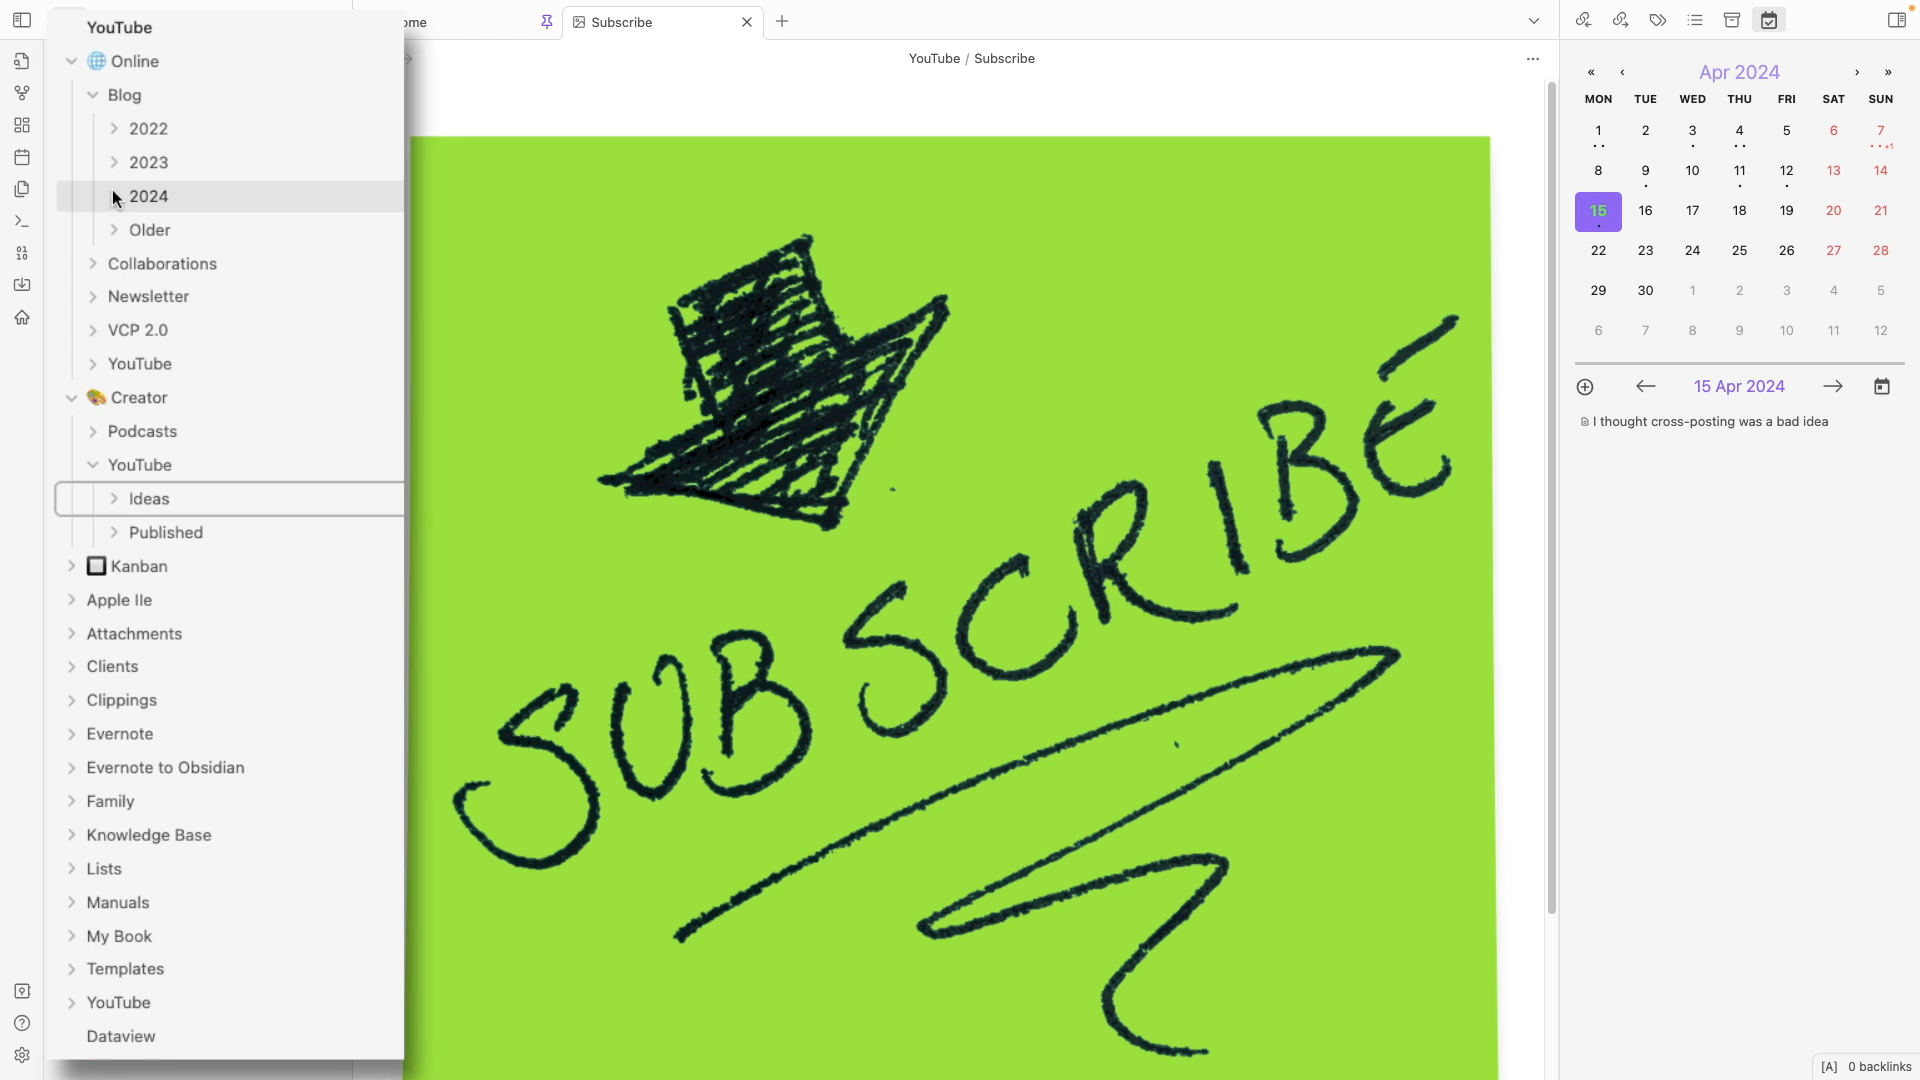 YouTube
🌐 Online
Blog
2022
2023
2024
Older
Collaborations
Newsletter
VCP 2.0
YouTube
🎨 Creator
Podcasts
YouTube
Ideas
Published
🔲 Kanban
Apple IIe
Attachments
Clients
Clippings
Evernote
Evernote to Obsidian
Family
Knowledge Base
Lists
Manuals
My Book
Templates
YouTube
Dataview
ome
Subscribe
YouTube / Subscribe
SUBSCRIBE
Apr 2024
MON TUE WED THU FRI SAT SUN
1 2 3 4 5 6 7
+1
8 9 10 11 12 13 14
15 16 17 18 19 20 21
22 23 24 25 26 27 28
29 30 1 2 3 4 5
6 7 8 9 10 11 12
15 Apr 2024
I thought cross-posting was a bad idea
[A] 0 backlinks